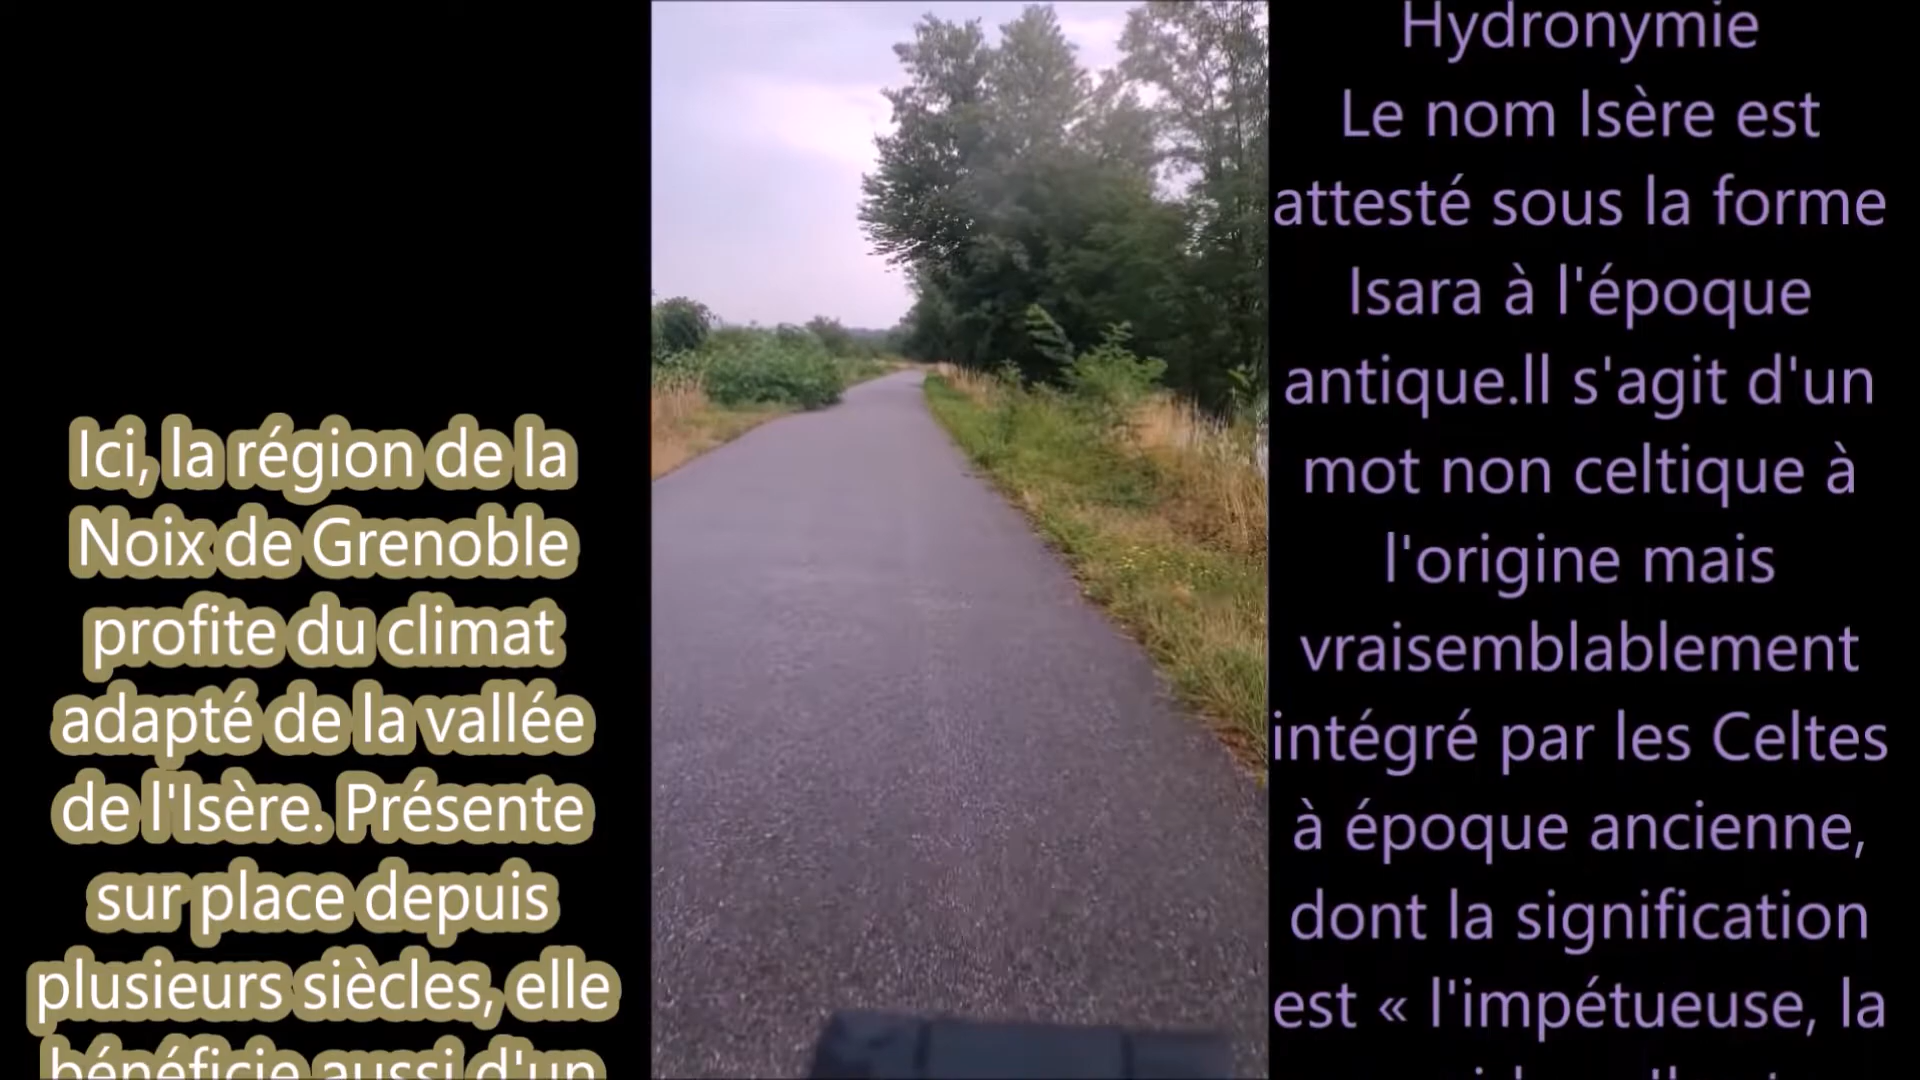 Ici, la région de la
Noix de Grenoble
profite du climat
adapté de la vallée
de l'Isère. Présente
sur place depuis
plusieurs siècles, elle
bénéficie aussi d'un
Hydronymie
Le nom Isère est
attesté sous la forme
Isara à l'époque
antique.Il s'agit d'un
mot non celtique à
l'origine mais
vraisemblablement
intégré par les Celtes
à époque ancienne,
dont la signification
est « l'impétueuse, la